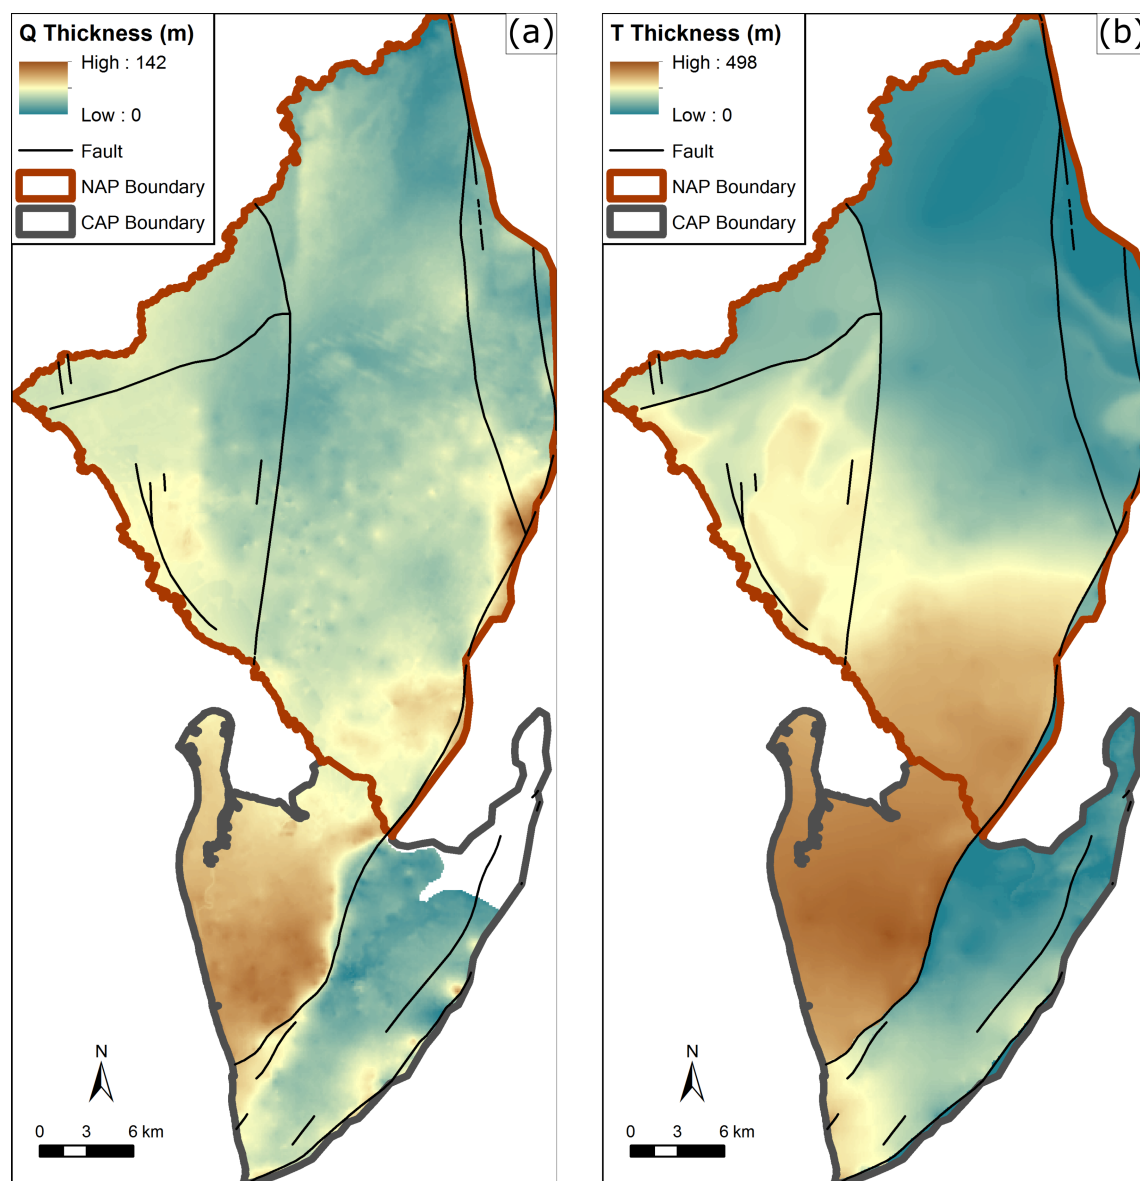 Q Thickness (m)
High : 142
Low : 0
Fault
NAP Boundary
CAP Boundary
(a)
N
0 3 6 km
T Thickness (m)
High : 498
Low : 0
Fault
NAP Boundary
CAP Boundary
(b)
N
0 3 6 km